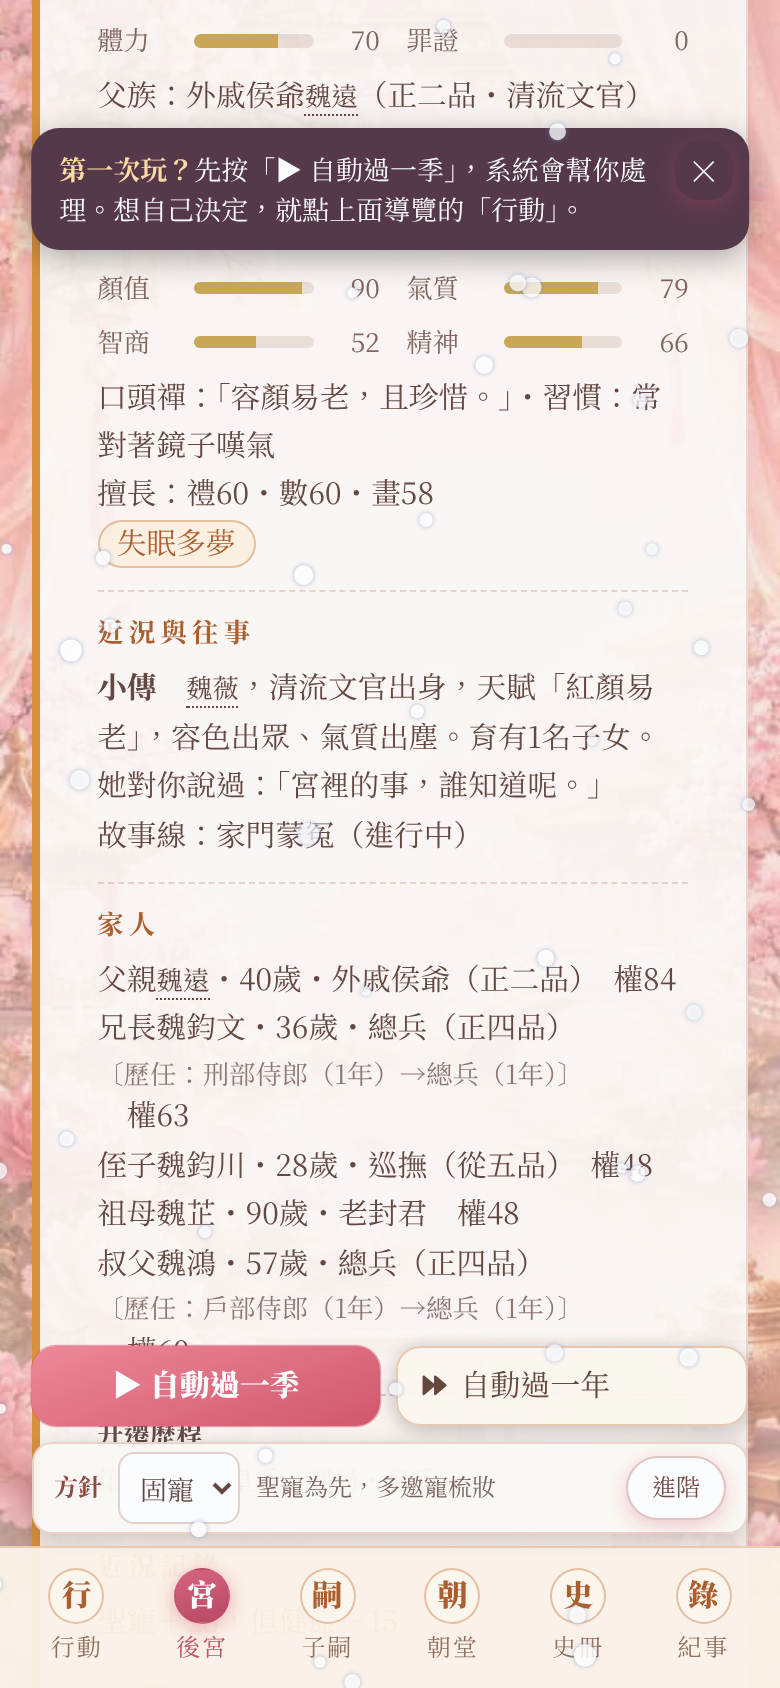 體力 70 罪證 0
父族：外戚侯爺魏遠（正二品・清流文官）
第一次玩？先按「▶ 自動過一季」，系統會幫你處
理。想自己決定，就點上面導覽的「行動」。
顏值 90 氣質 79
智商 52 精神 66
口頭禪：「容顏易老，且珍惜。」・習慣：常
對著鏡子嘆氣
擅長：禮60・數60・畫58
失眠多夢
近況與往事
小傳 魏薇，清流文官出身，天賦「紅顏易
老」，容色出眾、氣質出塵。育有1名子女。
她對你說過：「宮裡的事，誰知道呢。」
故事線：家門蒙冤（進行中）
家人
父親魏遠・40歲・外戚侯爺（正二品） 權84
兄長魏鈞文・36歲・總兵（正四品）
〔歷任：刑部侍郎（1年）→總兵（1年）〕
權63
侄子魏鈞川・28歲・巡撫（從五品） 權48
祖母魏芷・90歲・老封君 權48
叔父魏鴻・57歲・總兵（正四品）
〔歷任：戶部侍郎（1年）→總兵（1年）〕
▶ 自動過一季
自動過一年
升遷歷程
方針 固寵 聖寵為先，多邀寵梳妝 進階
行 宮 嗣 朝 史 錄
行動 後宮 子嗣 朝堂 史冊 紀事